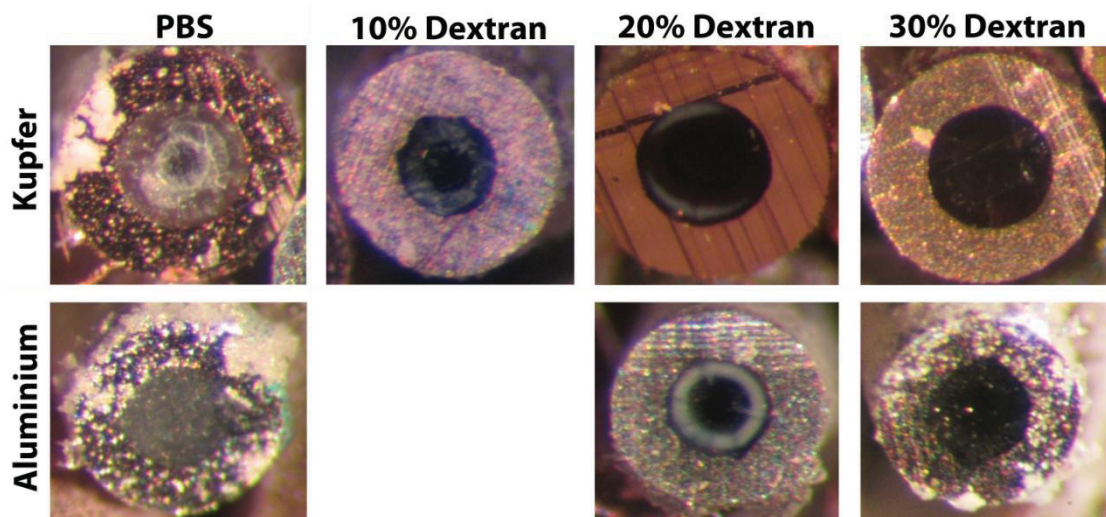 PBS
10% Dextran
20% Dextran
30% Dextran
Kupfer
Aluminium